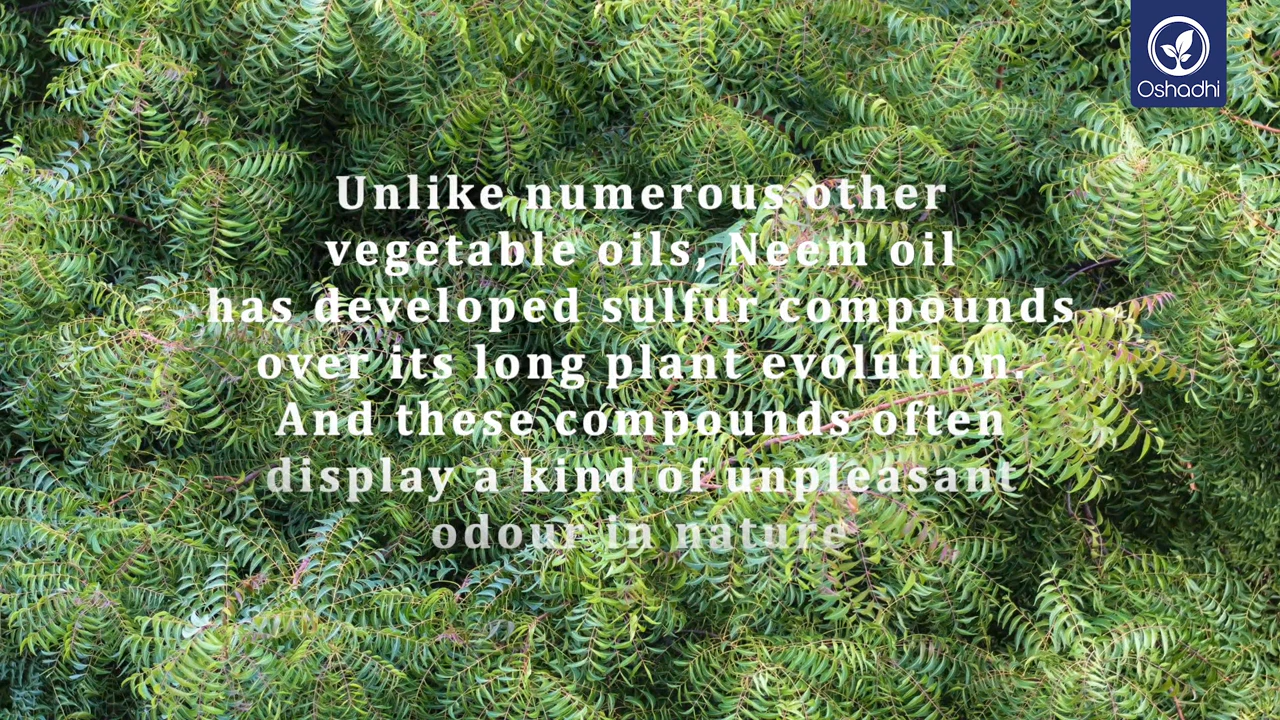 Oshadhi
Unlike numerous other
vegetable oils, Neem oil
has developed sulfur compounds
over its long plant evolution.
And these compounds often
display a kind of unpleasant
odour in nature